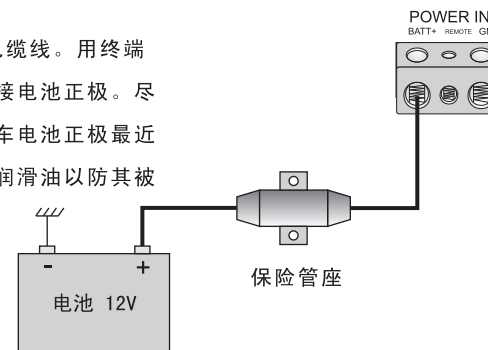 POWER IN
BATT+ REMOTE
缆线。用终端
接电池正极。尽
车电池正极最近
润滑油以防其被
保险管座
- +
电池 12V